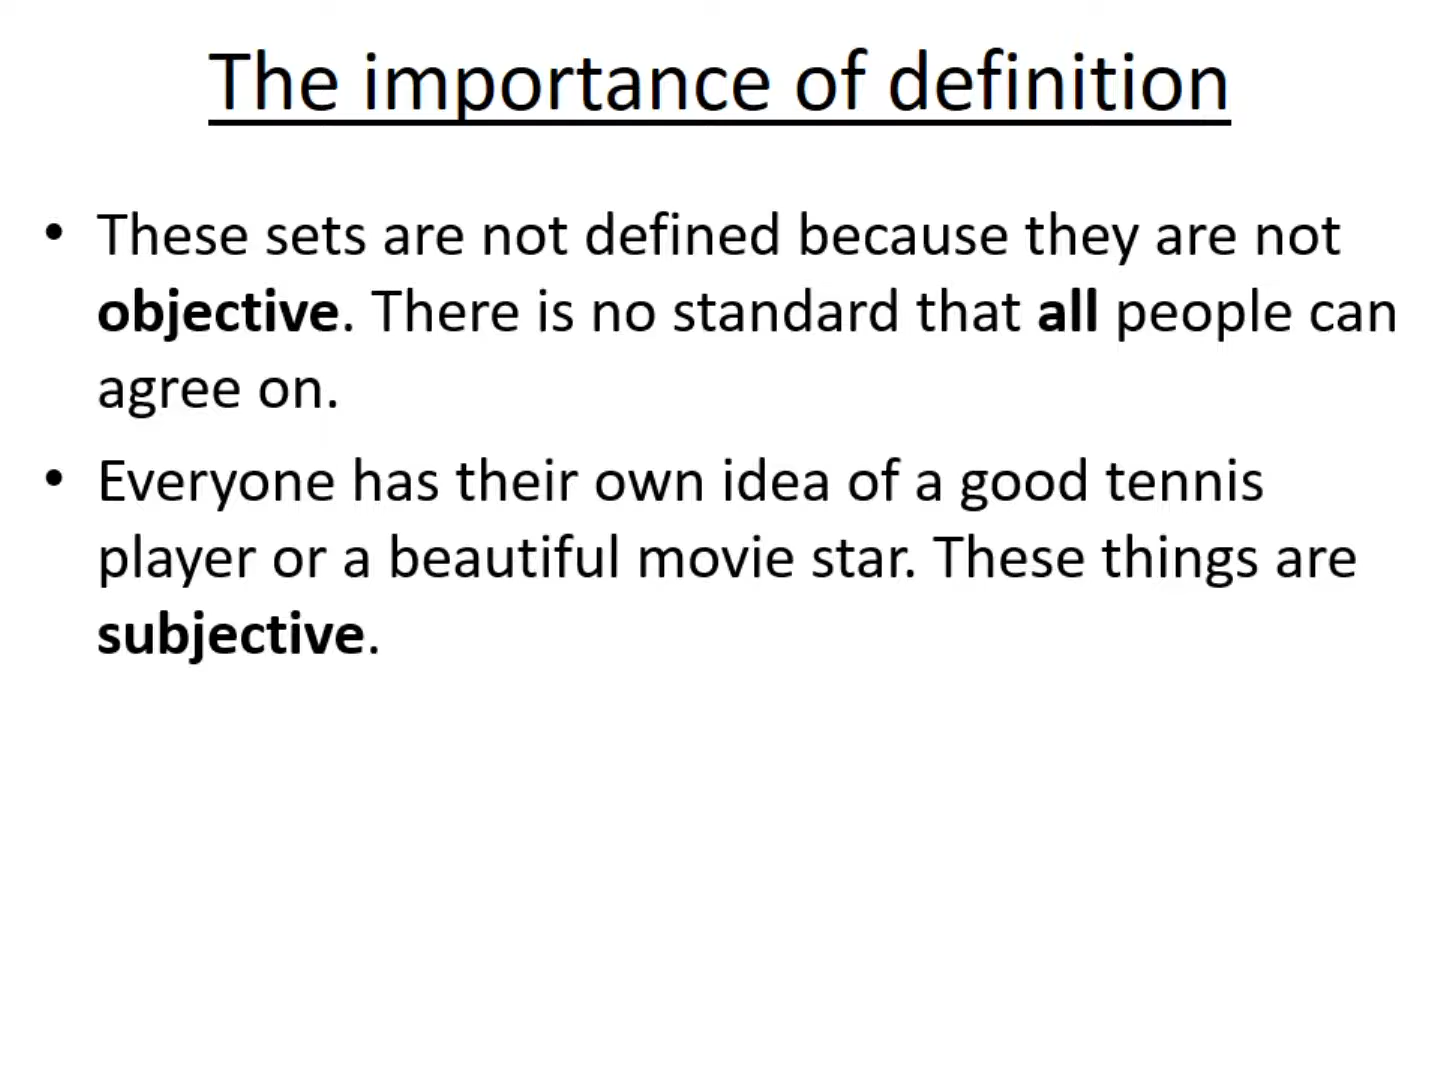 The importance of definition
• These sets are not defined because they are not
objective. There is no standard that all people can
agree on.
• Everyone has their own idea of a good tennis
player or a beautiful movie star. These things are
subjective.